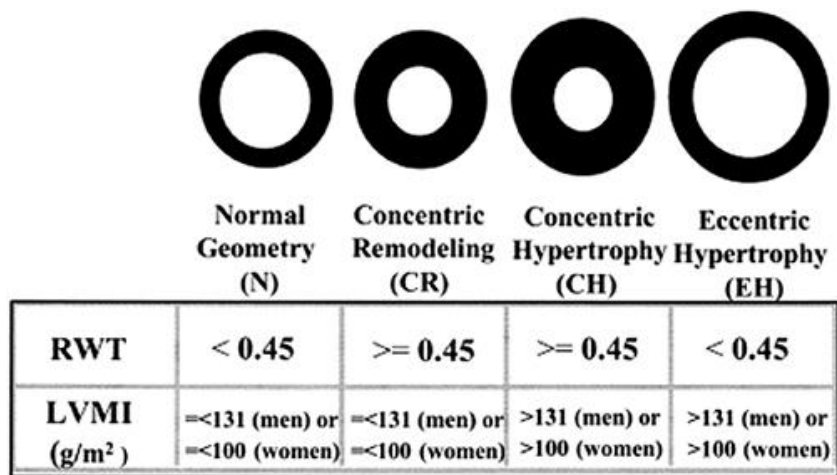 Normal Geometry (N)
Concentric Remodeling (CR)
Concentric Hypertrophy (CH)
Eccentric Hypertrophy (EH)
RWT < 0.45 >= 0.45 >= 0.45 < 0.45
LVMI (g/m²)
=<131 (men) or =<100 (women)
=<131 (men) or =<100 (women)
>131 (men) or >100 (women)
>131 (men) or >100 (women)